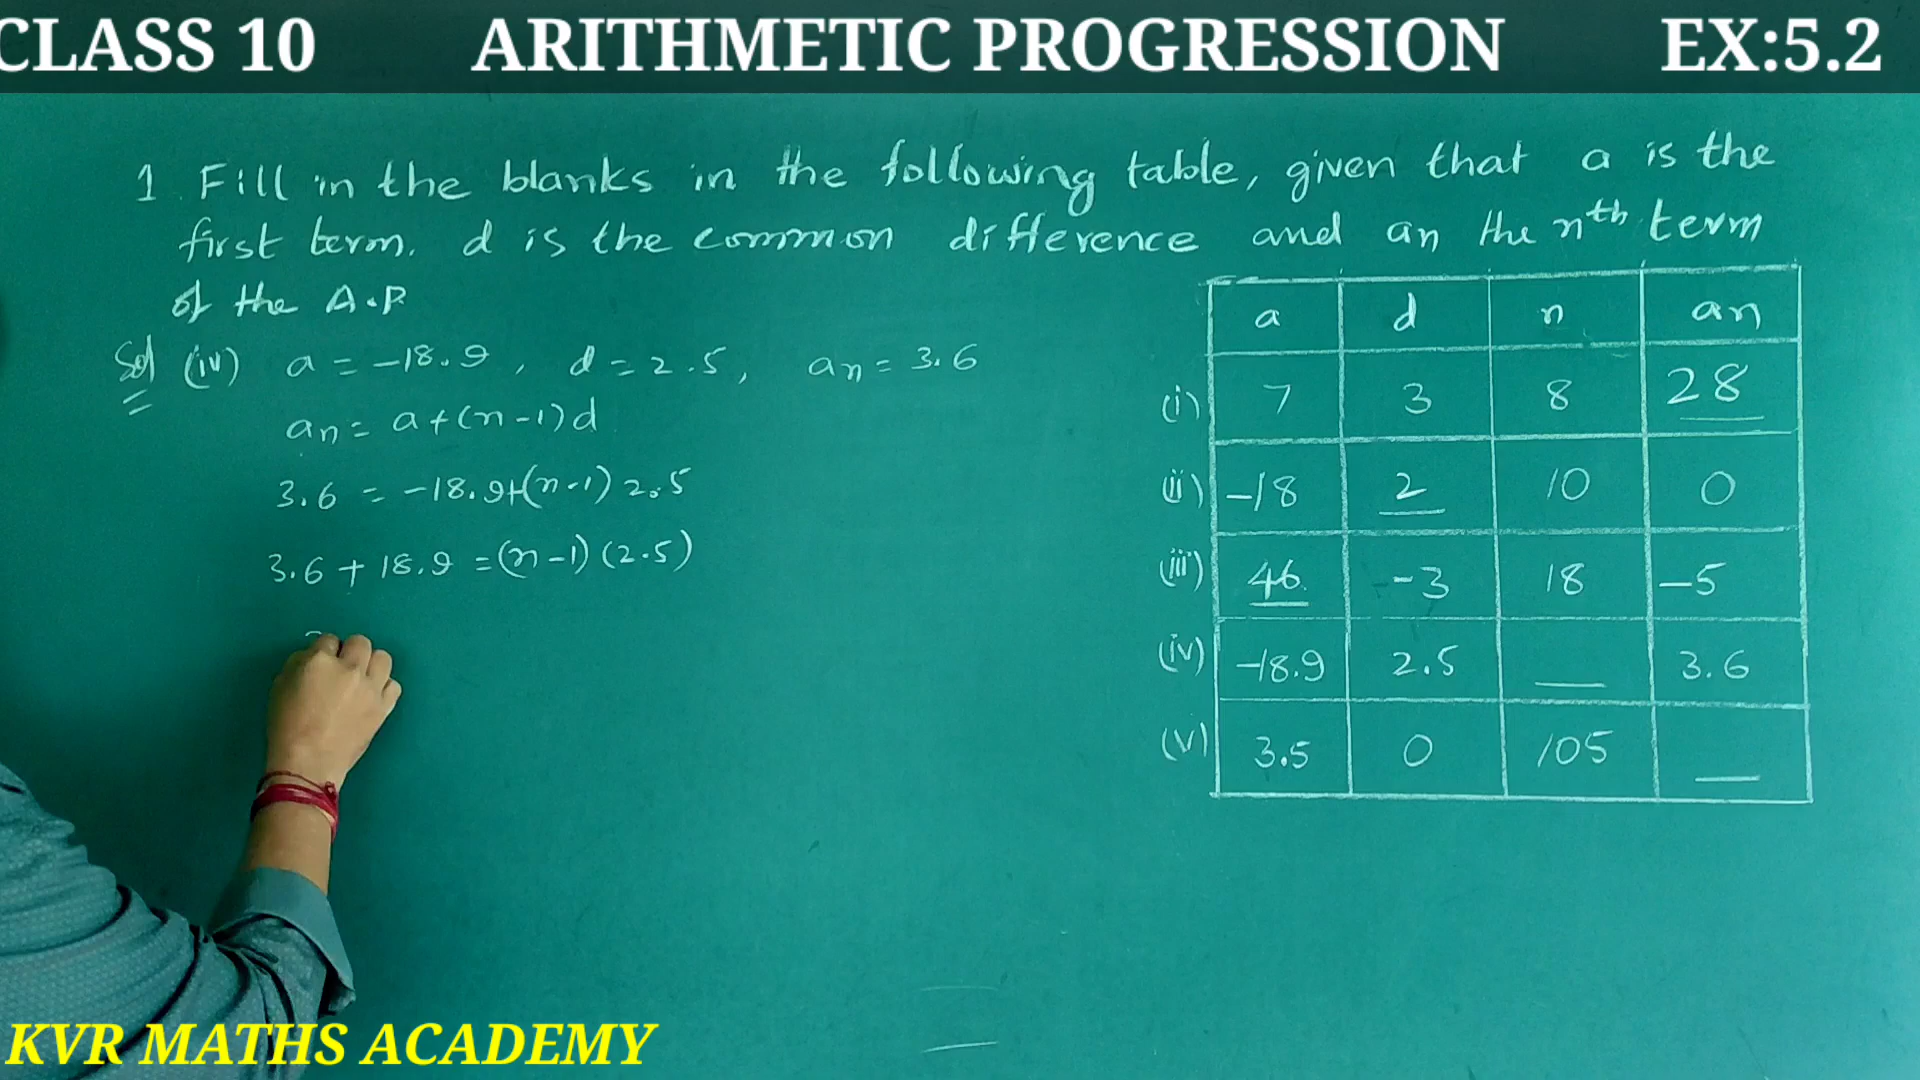 CLASS 10 ARITHMETIC PROGRESSION EX:5.2
1. Fill in the blanks in the following table, given that a is the
first term, d is the common difference and an the nth term
of the A.P
Sol (iv) a = -18.9, d = 2.5, an = 3.6
an = a+(n-1)d
3.6 = -18.9+(n-1) 2.5
3.6 + 18.9 = (n-1) (2.5)
a d n an
(i) 7 3 8 28
(ii) -18 2 10 0
(iii) 46 -3 18 -5
(iv) -18.9 2.5 __ 3.6
(v) 3.5 0 105 __
KVR MATHS ACADEMY